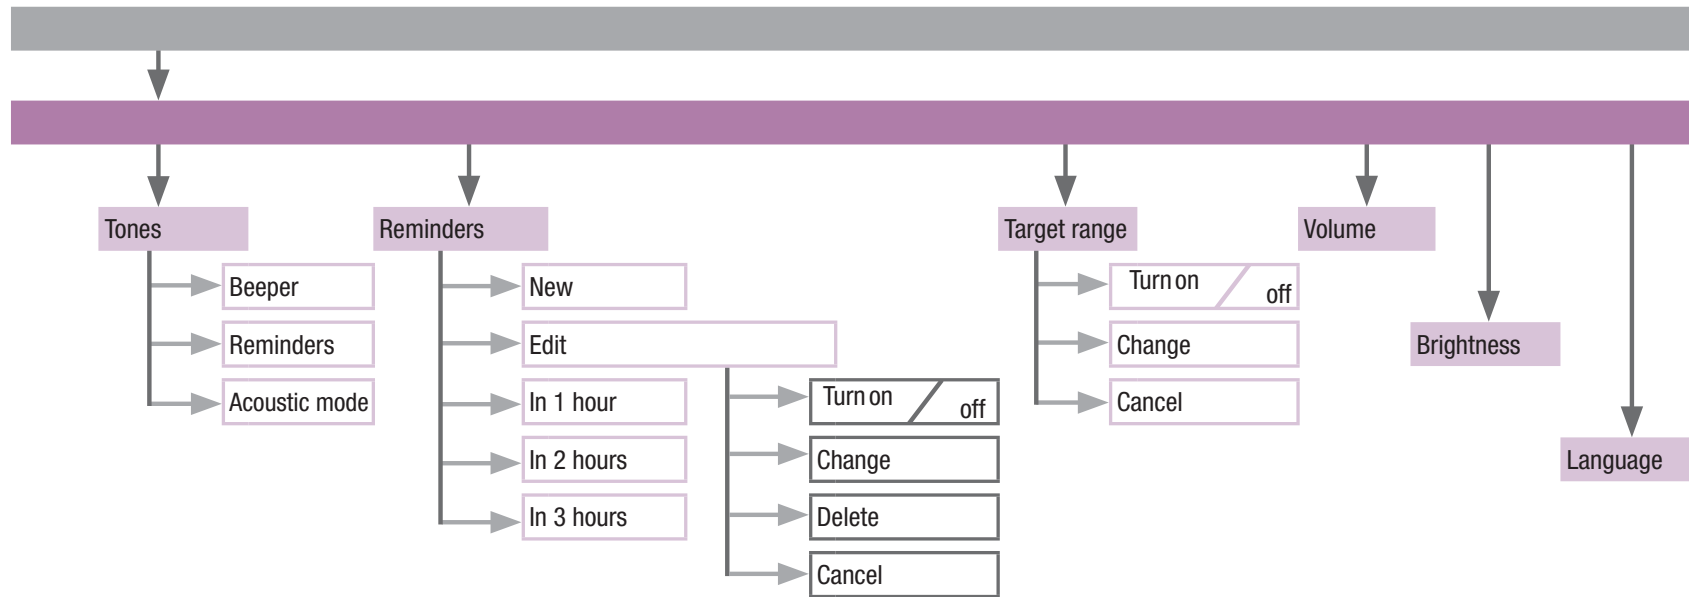 Tones
Beeper
Reminders
Acoustic mode
Reminders
New
Edit
Turn on
off
Change
Delete
Cancel
In 1 hour
In 2 hours
In 3 hours
Target range
Turn on
off
Change
Cancel
Volume
Brightness
Language